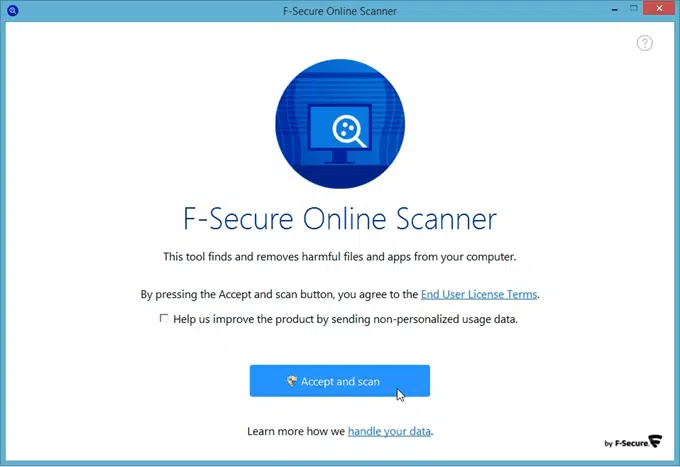 F-Secure Online Scanner
?
F-Secure Online Scanner
This tool finds and removes harmful files and apps from your computer.
By pressing the Accept and scan button, you agree to the End User License Terms.
Help us improve the product by sending non-personalized usage data.
Accept and scan
Learn more how we handle your data.
by F-Secure.